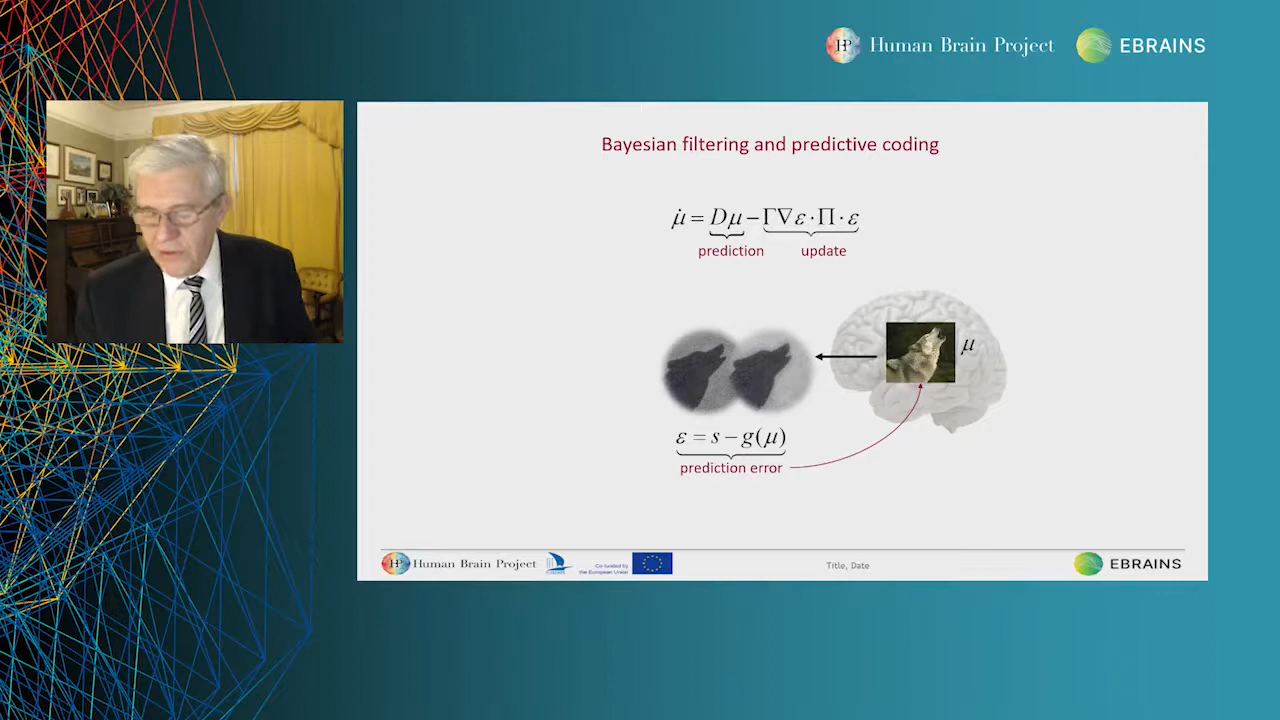 Human Brain Project
EBRAINS
Bayesian filtering and predictive coding
μ̇ = Dμ − Γ∇ε · Π · ε
prediction
update
μ
ε = s − g(μ)
prediction error
HP Human Brain Project
Co-funded by
the European Union
Title, Date
EBRAINS